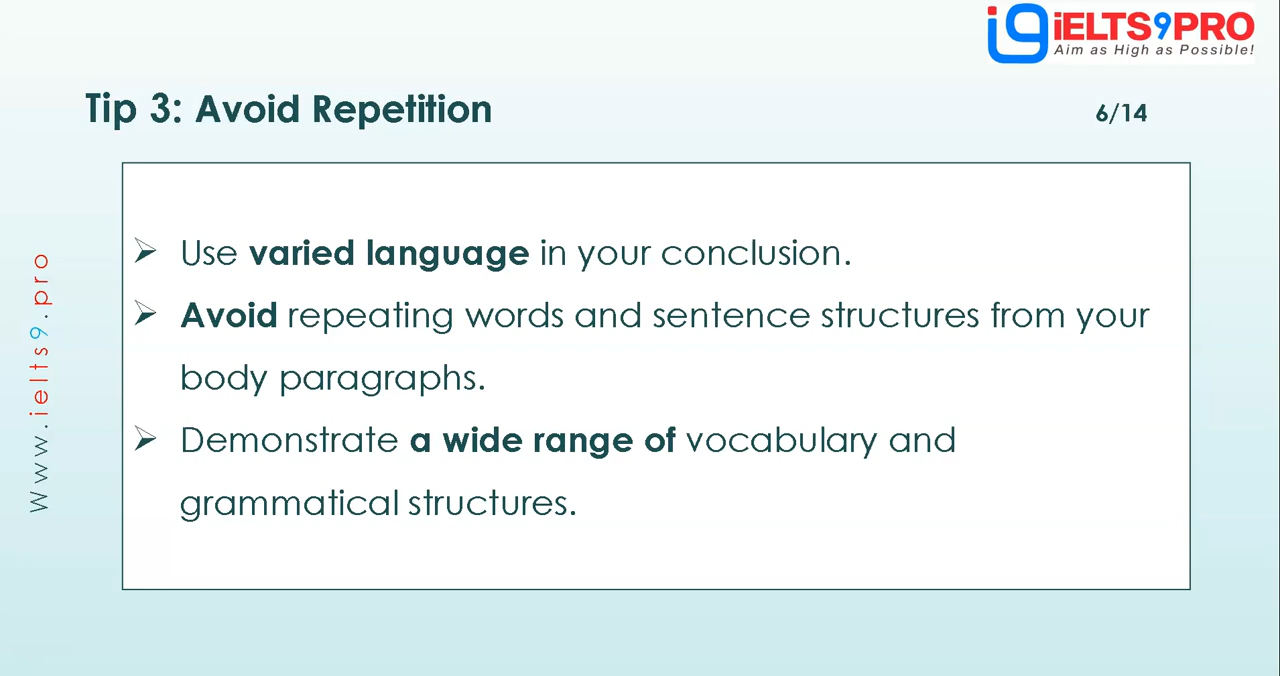 iELTS9PRO
Aim as High as Possible!
Tip 3: Avoid Repetition
6/14
Use varied language in your conclusion.
Avoid repeating words and sentence structures from your
body paragraphs.
Demonstrate a wide range of vocabulary and
grammatical structures.
Www.ielts9.pro